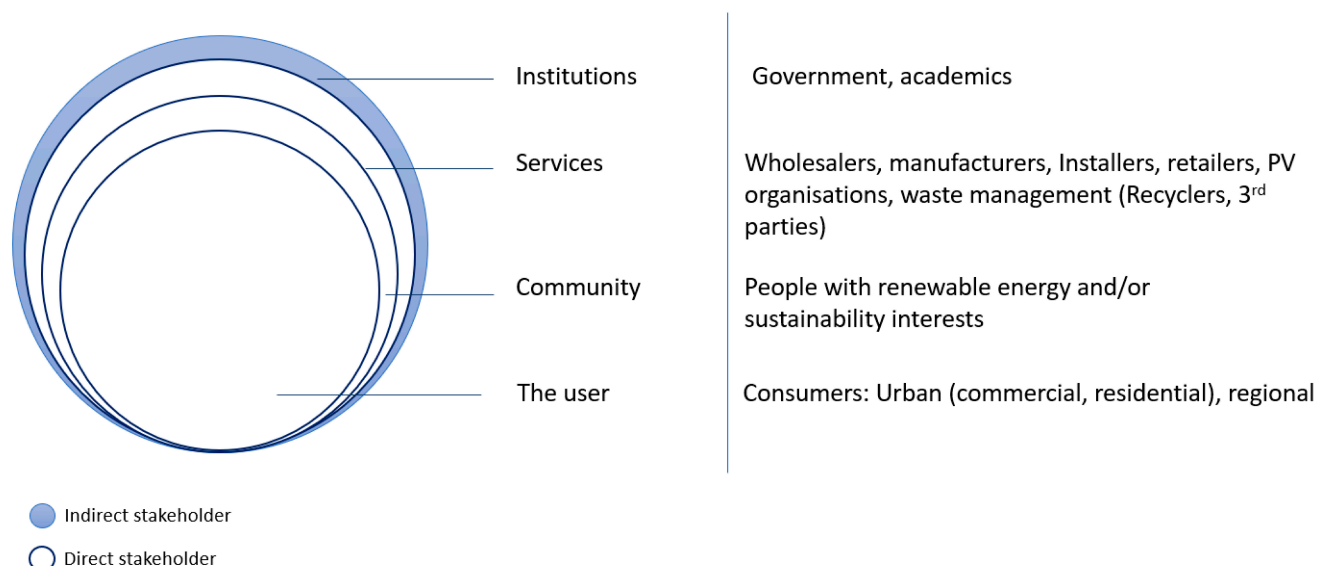 Institutions
Government, academics
Services
Wholesalers, manufacturers, Installers, retailers, PV
organisations, waste management (Recyclers, 3rd
parties)
Community
People with renewable energy and/or
sustainability interests
The user
Consumers: Urban (commercial, residential), regional
Indirect stakeholder
Direct stakeholder